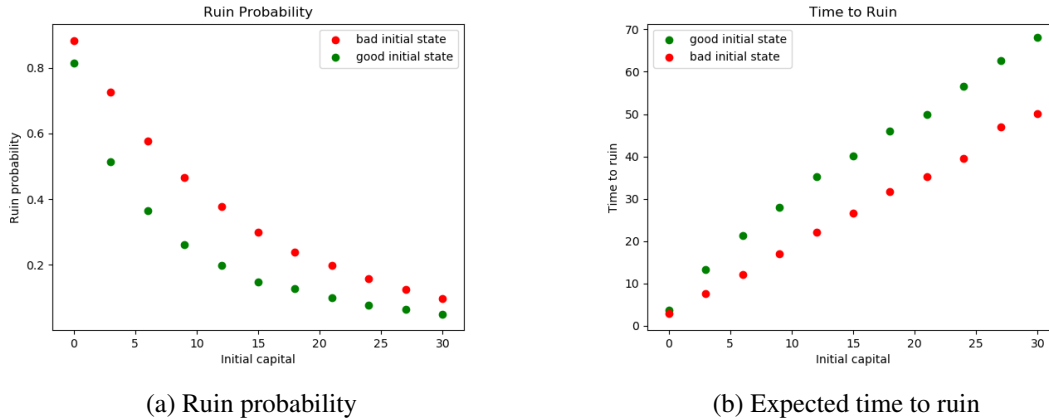 Ruin Probability
bad initial state
good initial state
0.8
0.6
0.4
0.2
Ruin probability
0 5 10 15 20 25 30
Initial capital
(a) Ruin probability
Time to Ruin
good initial state
bad initial state
70
60
50
40
30
20
10
0
Time to ruin
0 5 10 15 20 25 30
Initial capital
(b) Expected time to ruin